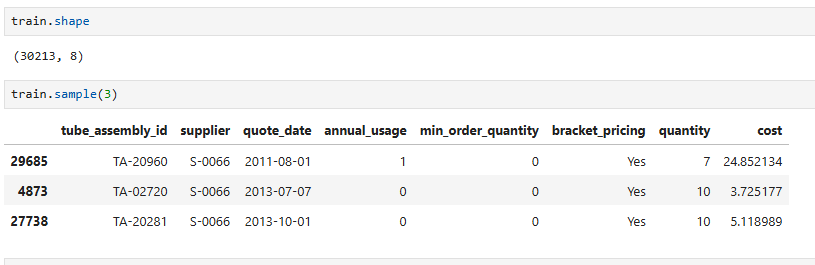 train.shape
(30213, 8)
train.sample(3)
tube_assembly_id supplier quote_date annual_usage min_order_quantity bracket_pricing quantity cost
29685 TA-20960 S-0066 2011-08-01 1 0 Yes 7 24.852134
4873 TA-02720 S-0066 2013-07-07 0 0 Yes 10 3.725177
27738 TA-20281 S-0066 2013-10-01 0 0 Yes 10 5.118989